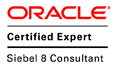 ORACLE
Certified Expert
Siebel 8 Consultant